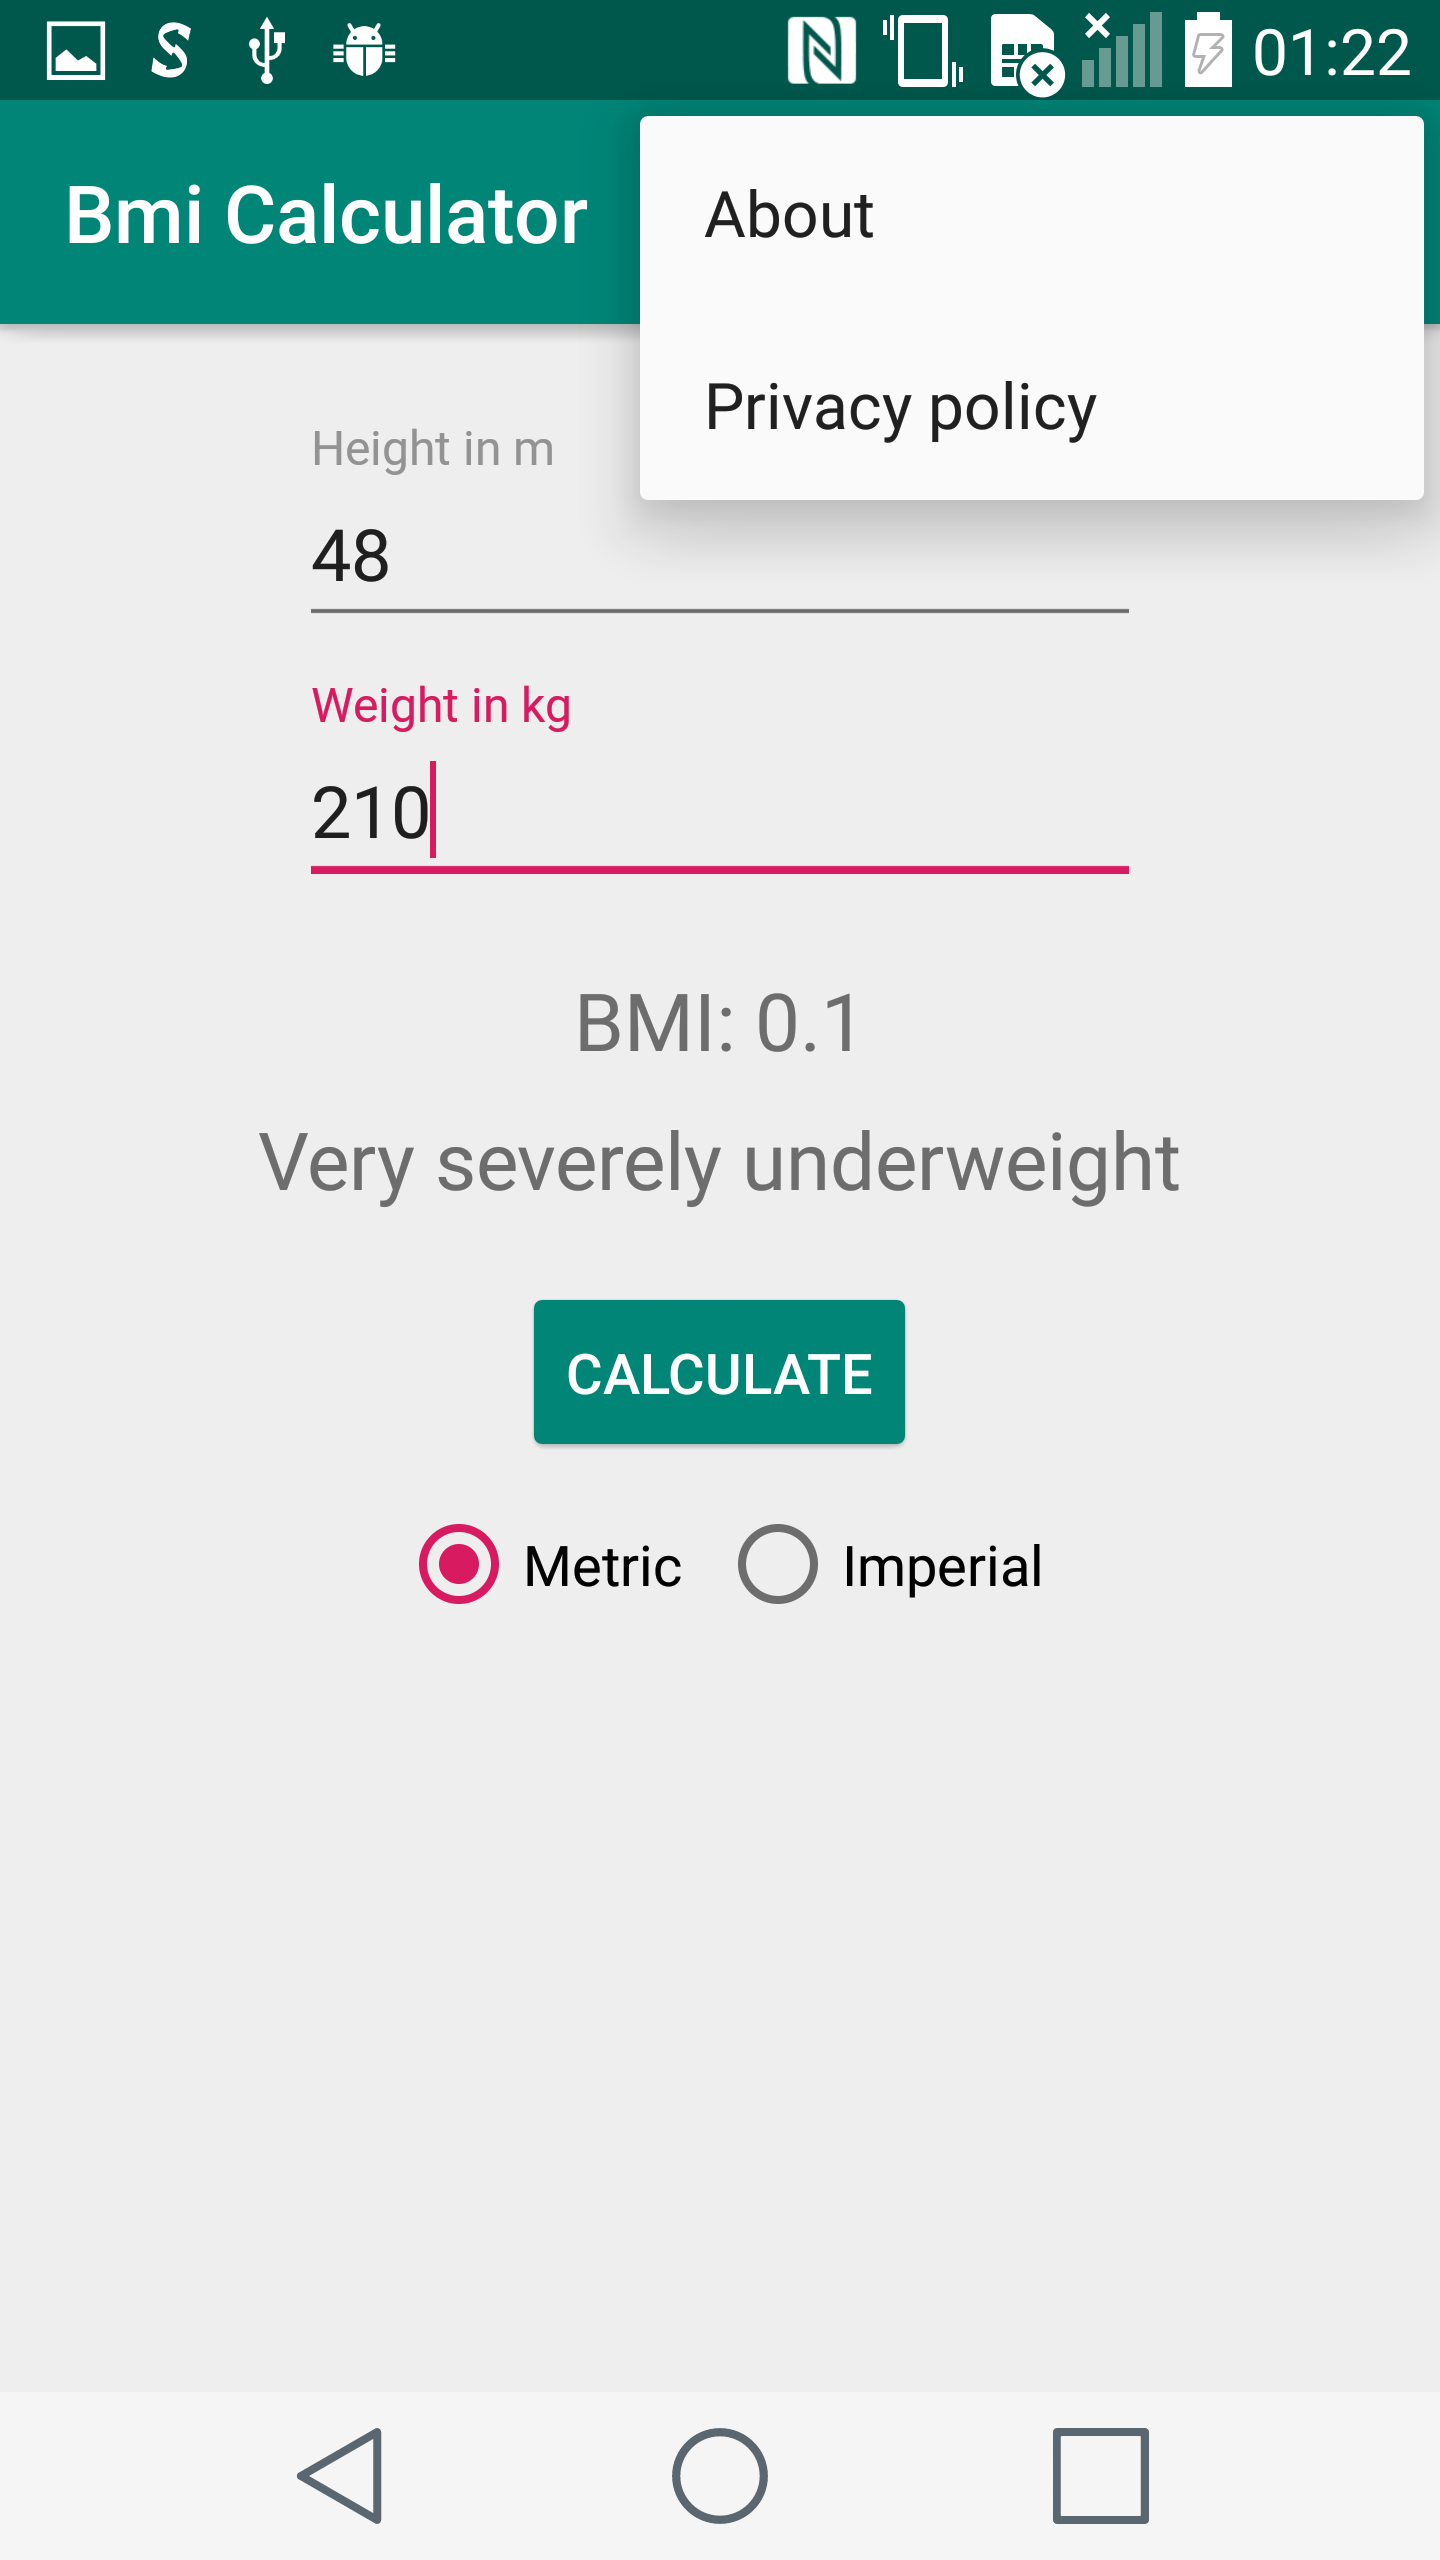 01:22
Bmi Calculator
About
Privacy policy
Height in m
48
Weight in kg
210
BMI: 0.1
Very severely underweight
CALCULATE
Metric Imperial